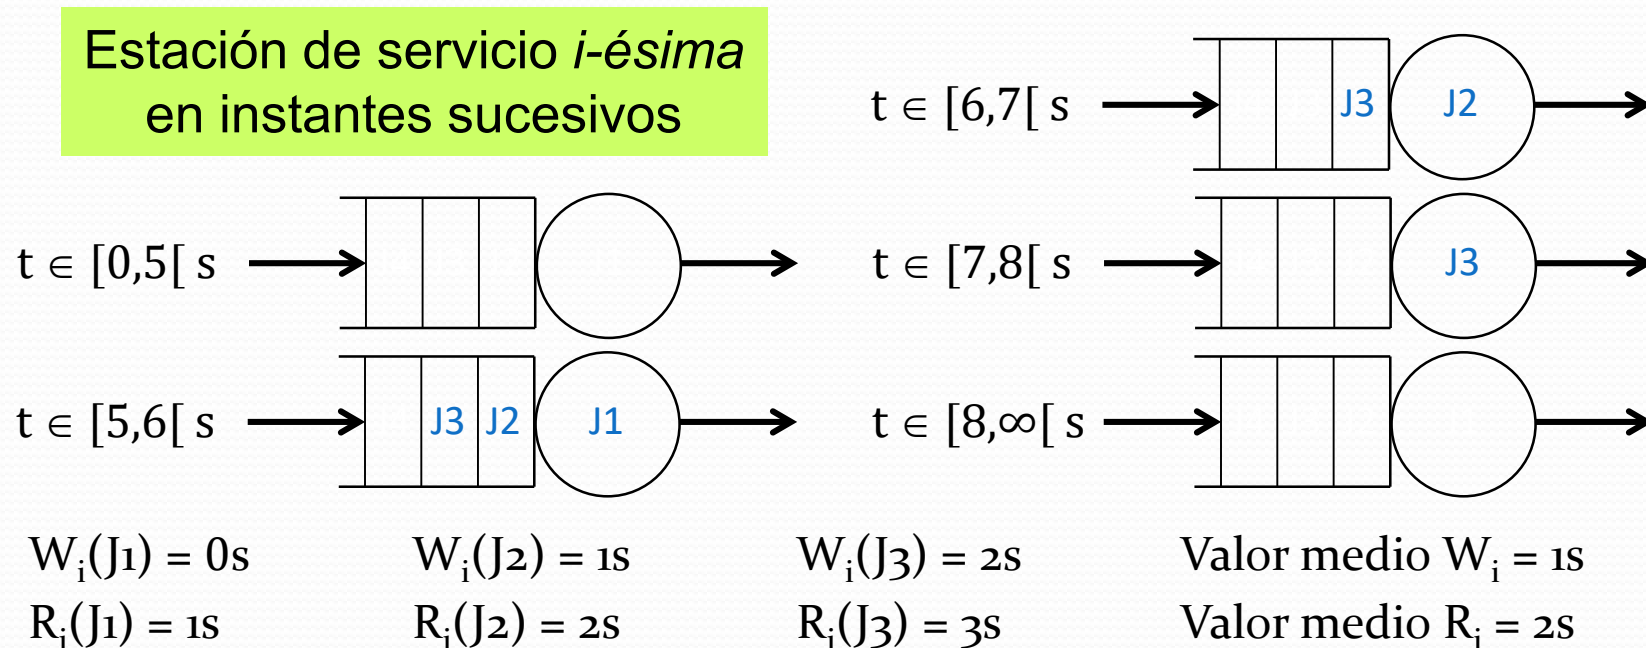 Estación de servicio i-ésima
en instantes sucesivos
t ∈ [0,5[ s
t ∈ [5,6[ s J3 J2 J1
t ∈ [6,7[ s J3 J2
t ∈ [7,8[ s J3
t ∈ [8,∞[ s
Wi(J1) = 0s Wi(J2) = 1s Wi(J3) = 2s Valor medio Wi = 1s
Ri(J1) = 1s Ri(J2) = 2s Ri(J3) = 3s Valor medio Ri = 2s